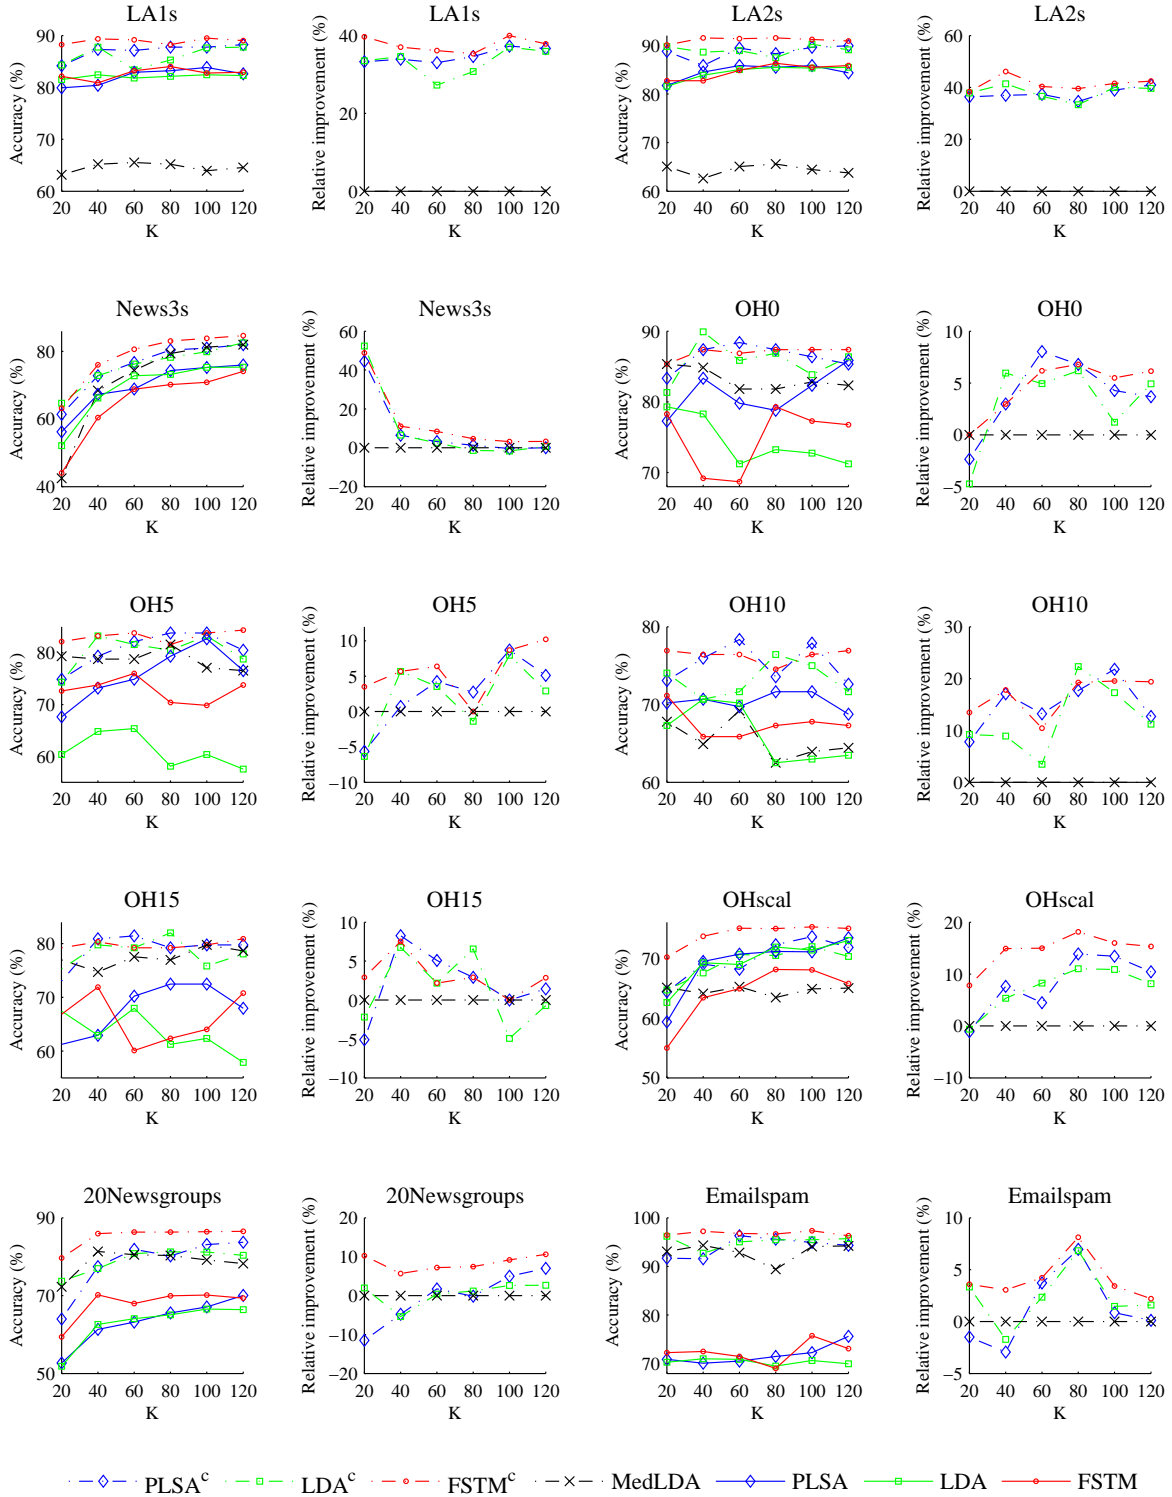 LA1s LA1s LA2s LA2s
Accuracy (%) 90 80 70 60 Relative improvement (%) 40 30 20 10 0 Accuracy (%) 90 80 70 60 Relative improvement (%) 60 40 20 0
20 40 60 80 100 120 20 40 60 80 100 120 20 40 60 80 100 120 20 40 60 80 100 120
K K K K
News3s News3s OH0 OH0
Accuracy (%) 80 60 40 Relative improvement (%) 60 40 20 0 −20 Accuracy (%) 90 80 70 Relative improvement (%) 10 5 0 −5
20 40 60 80 100 120 20 40 60 80 100 120 20 40 60 80 100 120 20 40 60 80 100 120
K K K K
OH5 OH5 OH10 OH10
Accuracy (%) 80 70 60 Relative improvement (%) 10 5 0 −5 −10 Accuracy (%) 80 75 70 65 60 Relative improvement (%) 30 20 10 0
20 40 60 80 100 120 20 40 60 80 100 120 20 40 60 80 100 120 20 40 60 80 100 120
K K K K
OH15 OH15 OHscal OHscal
Accuracy (%) 80 70 60 Relative improvement (%) 10 5 0 −5 −10 Accuracy (%) 70 60 50 Relative improvement (%) 20 10 0 −10
20 40 60 80 100 120 20 40 60 80 100 120 20 40 60 80 100 120 20 40 60 80 100 120
K K K K
20Newsgroups 20Newsgroups Emailspam Emailspam
Accuracy (%) 90 70 50 Relative improvement (%) 20 10 0 −10 −20 Accuracy (%) 100 90 80 70 Relative improvement (%) 10 5 0 −5
20 40 60 80 100 120 20 40 60 80 100 120 20 40 60 80 100 120 20 40 60 80 100 120
K K K K
PLSA^c LDA^c FSTM^c MedLDA PLSA LDA FSTM